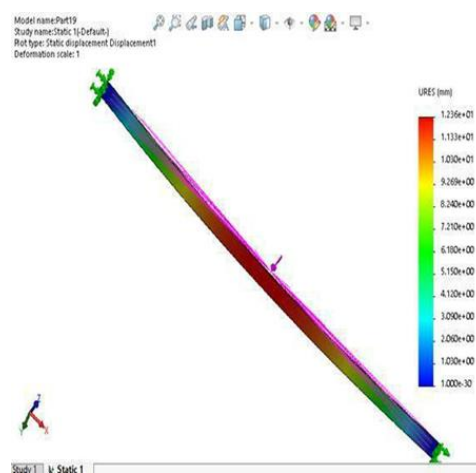 Model name:Part19
Study name:Static 1(-Default-)
Plot type: Static displacement Displacement1
Deformation scale: 1
URES (mm)
1.236e+01
1.133e+01
1.030e+01
9.269e+00
8.240e+00
7.210e+00
6.180e+00
5.150e+00
4.120e+00
3.090e+00
2.060e+00
1.030e+00
1.000e-30
Z
Y
X
Study 1
Static 1